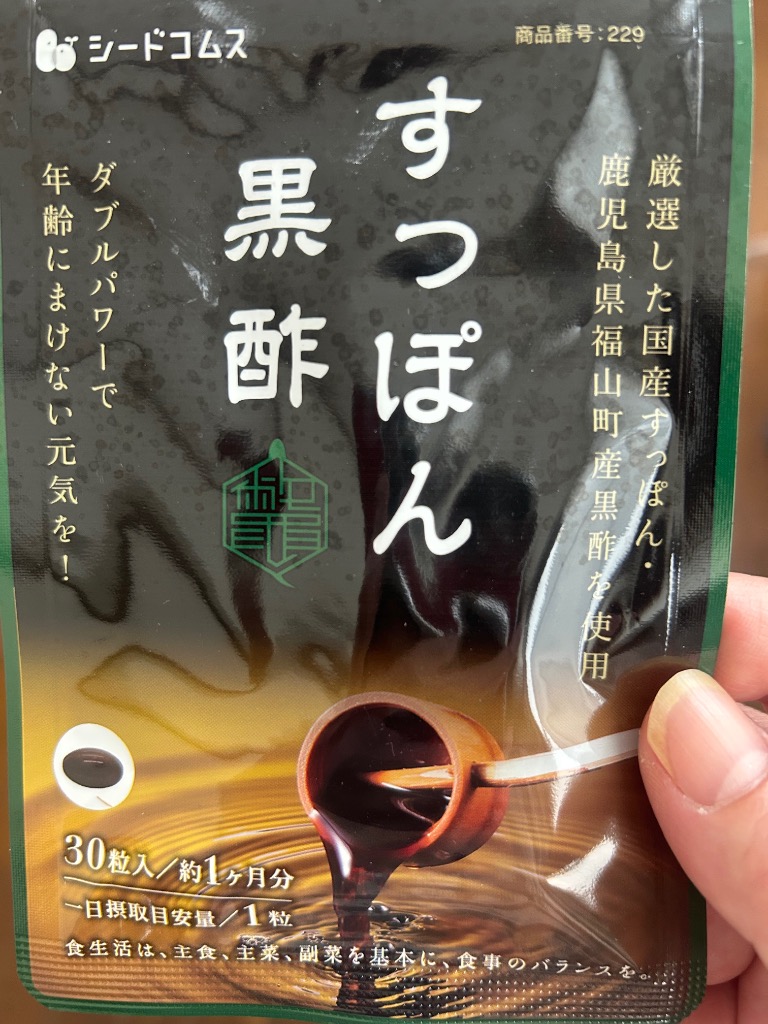 シードコムス
商品番号:229
厳選した国産すっぽん・
鹿児島県福山町産黒酢を使用
すっぽん
黒酢
ダブルパワーで
年齢にまけない元気を!
30粒入/約1ヶ月分
一日摂取目安量/1粒
食生活は、主食、主菜、副菜を基本に、食事のバランスを。